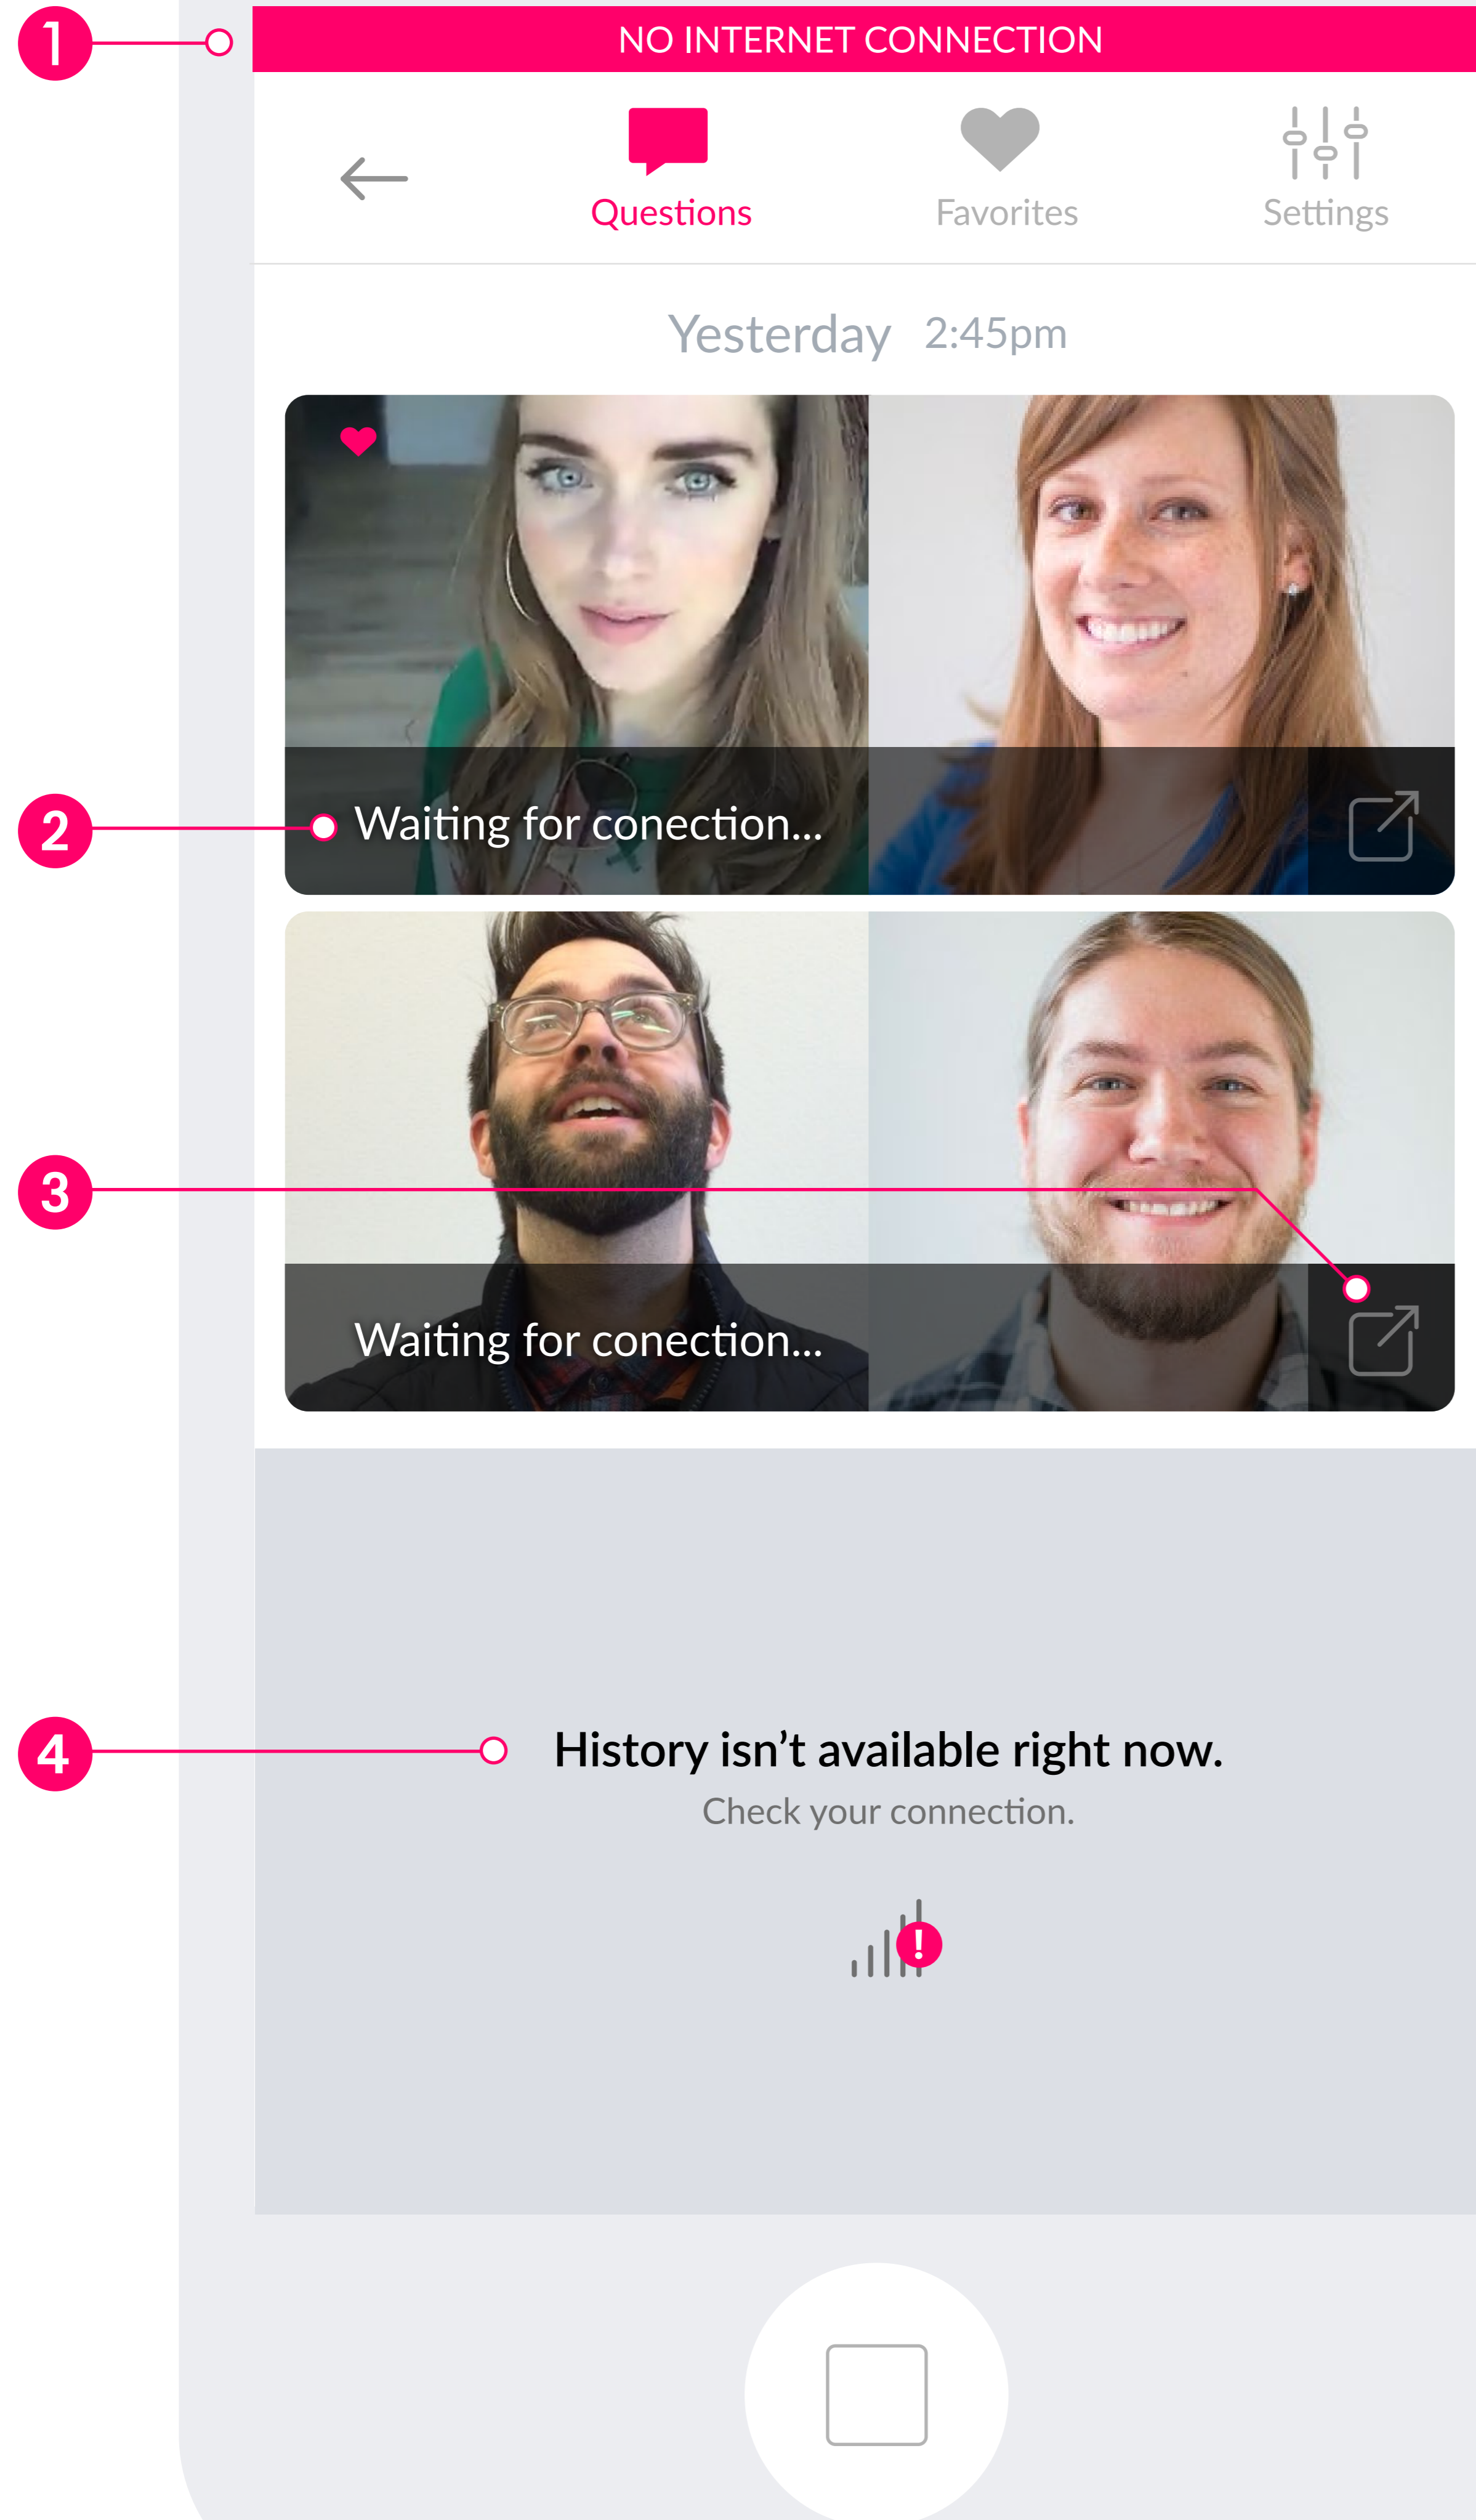 1
NO INTERNET CONNECTION
Questions
Favorites
Settings
Yesterday 2:45pm
2
Waiting for conection...
3
Waiting for conection...
4
History isn’t available right now.
Check your connection.
!